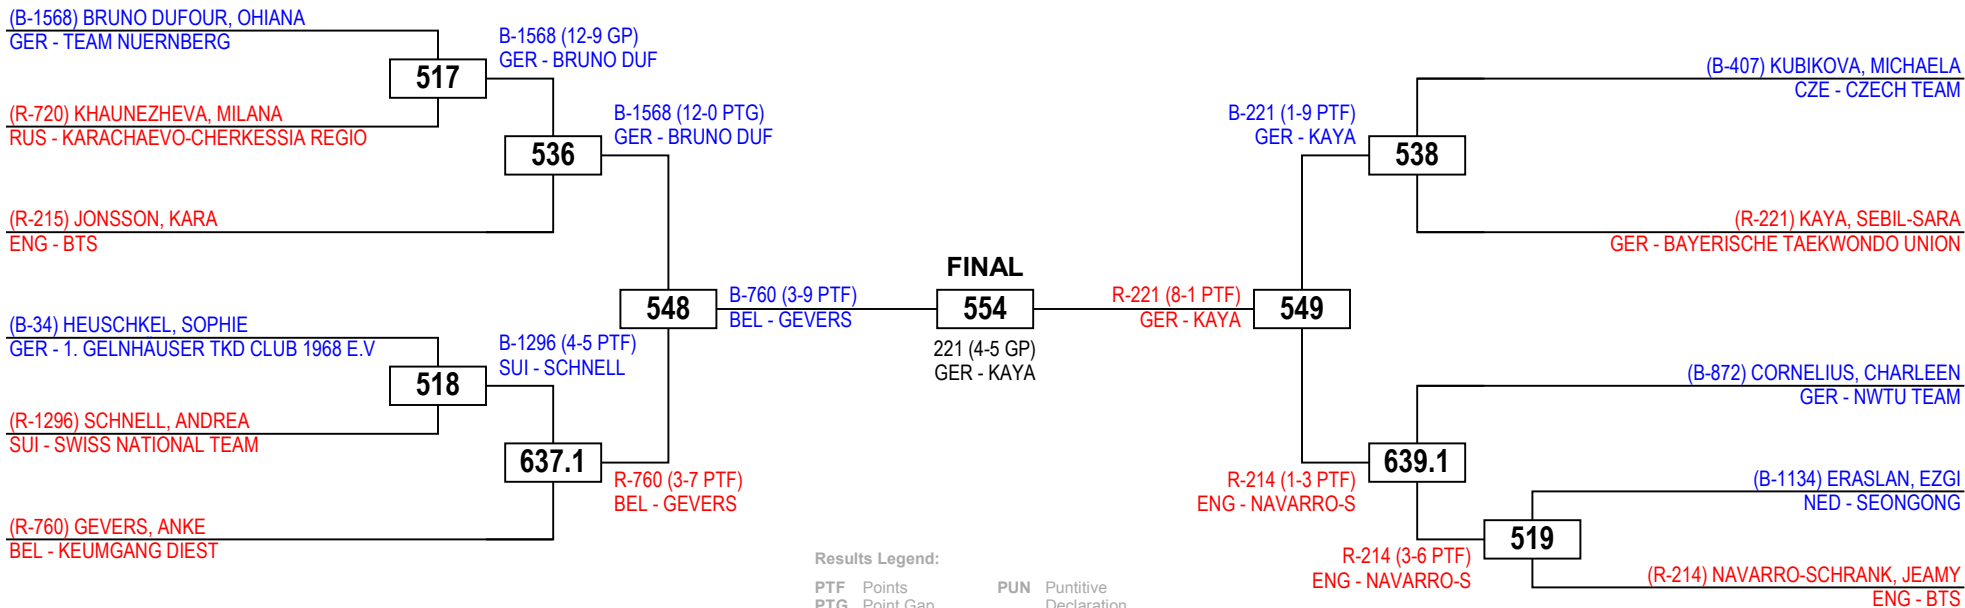 (B-1568) BRUNO DUFOUR, OHIANA
GER - TEAM NUERNBERG
B-1568 (12-9 GP)
GER - BRUNO DUF
517
(R-720) KHAUNEZHEVA, MILANA
RUS - KARACHAEVO-CHERKESSIA REGIO
B-1568 (12-0 PTG)
GER - BRUNO DUF
536
(R-215) JONSSON, KARA
ENG - BTS
548
B-760 (3-9 PTF)
BEL - GEVERS
(B-34) HEUSCHKEL, SOPHIE
GER - 1. GELNHAUSER TKD CLUB 1968 E.V
B-1296 (4-5 PTF)
SUI - SCHNELL
518
(R-1296) SCHNELL, ANDREA
SUI - SWISS NATIONAL TEAM
637.1
R-760 (3-7 PTF)
BEL - GEVERS
(R-760) GEVERS, ANKE
BEL - KEUMGANG DIEST
FINAL
554
221 (4-5 GP)
GER - KAYA
(B-407) KUBIKOVA, MICHAELA
CZE - CZECH TEAM
B-221 (1-9 PTF)
GER - KAYA
538
(R-221) KAYA, SEBIL-SARA
GER - BAYERISCHE TAEKWONDO UNION
R-221 (8-1 PTF)
GER - KAYA
549
(B-872) CORNELIUS, CHARLEEN
GER - NWTU TEAM
639.1
R-214 (1-3 PTF)
ENG - NAVARRO-S
(B-1134) ERASLAN, EZGI
NED - SEONGONG
519
R-214 (3-6 PTF)
ENG - NAVARRO-S
(R-214) NAVARRO-SCHRANK, JEAMY
ENG - BTS
Results Legend:
PTF Points PUN Puntitive
PTG Point Gap Declaration